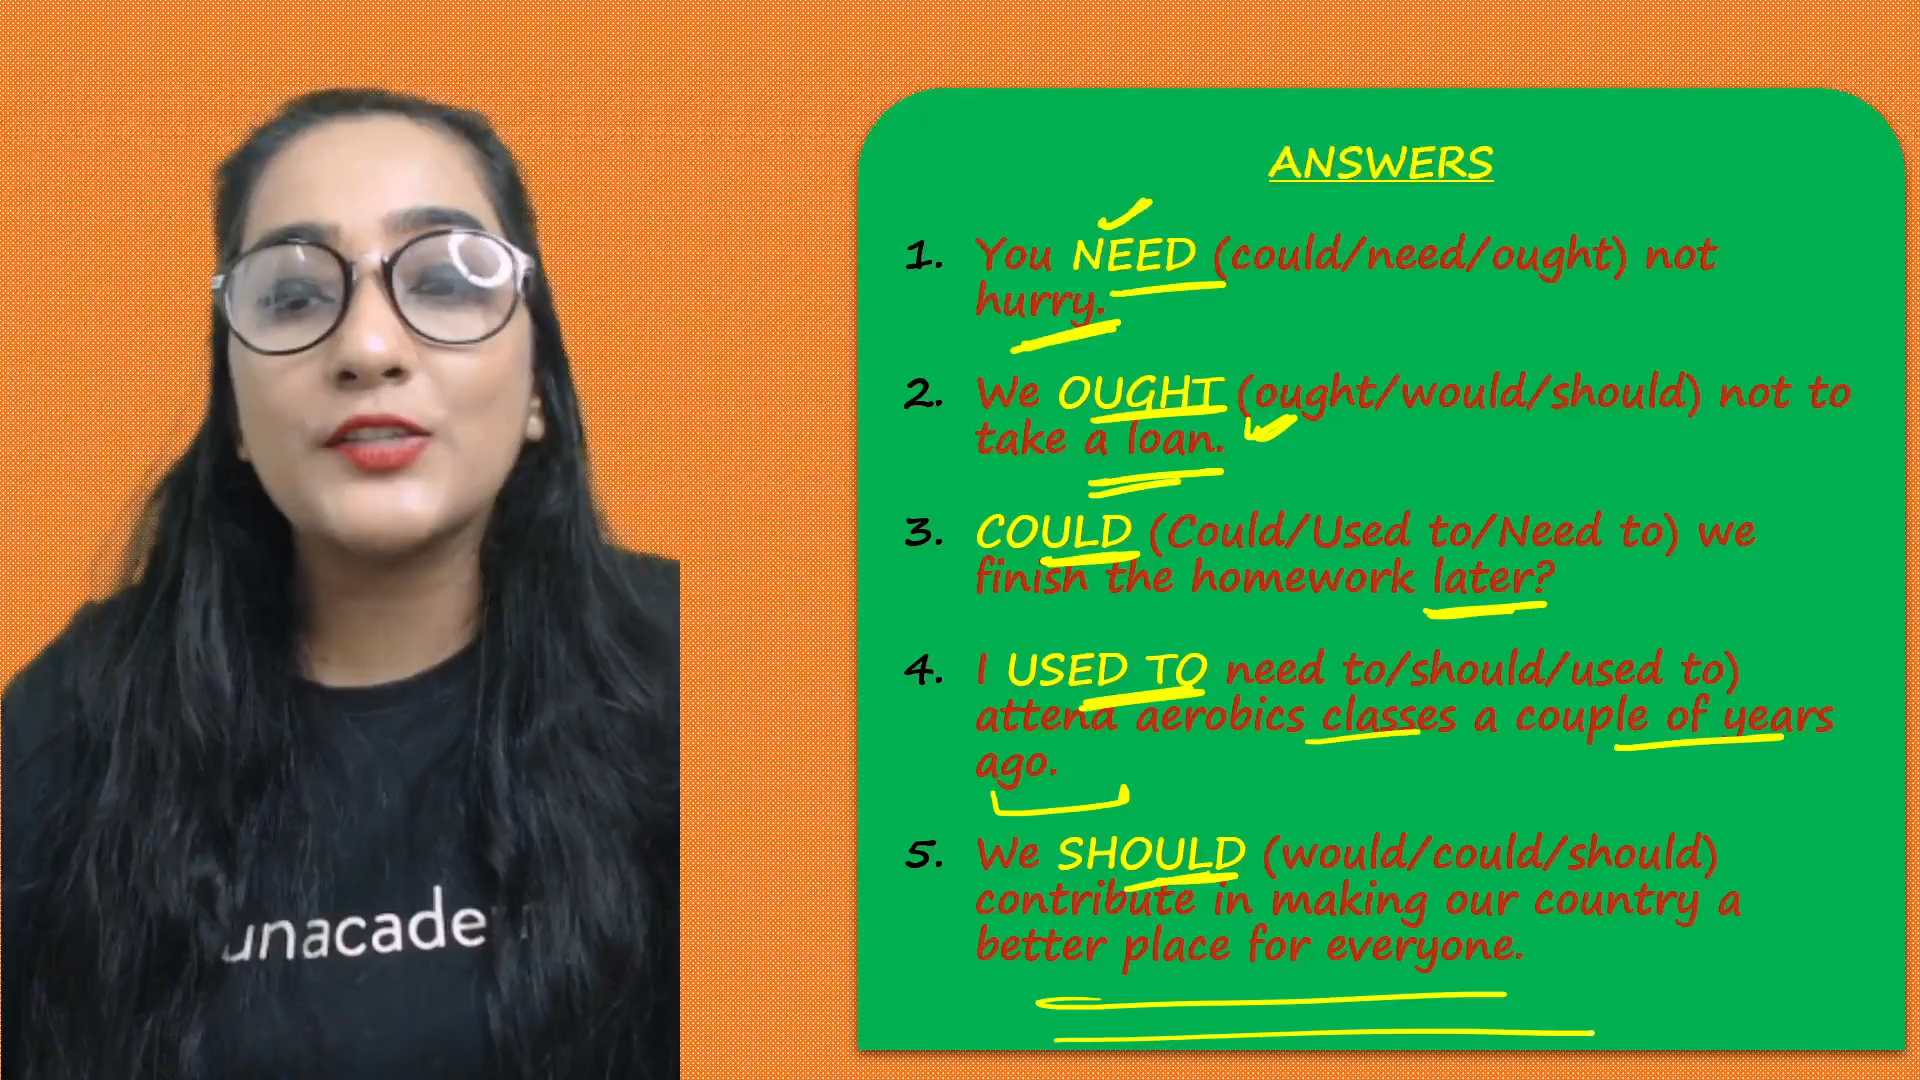 ANSWERS
1. You NEED (could/need/ought) not
hurry.
2. We OUGHT (ought/would/should) not to
take a loan.
3. COULD (Could/Used to/Need to) we
finish the homework later?
4. I USED TO need to/should/used to)
attend aerobics classes a couple of years
ago.
5. We SHOULD (would/could/should)
contribute in making our country a
better place for everyone.
unacade